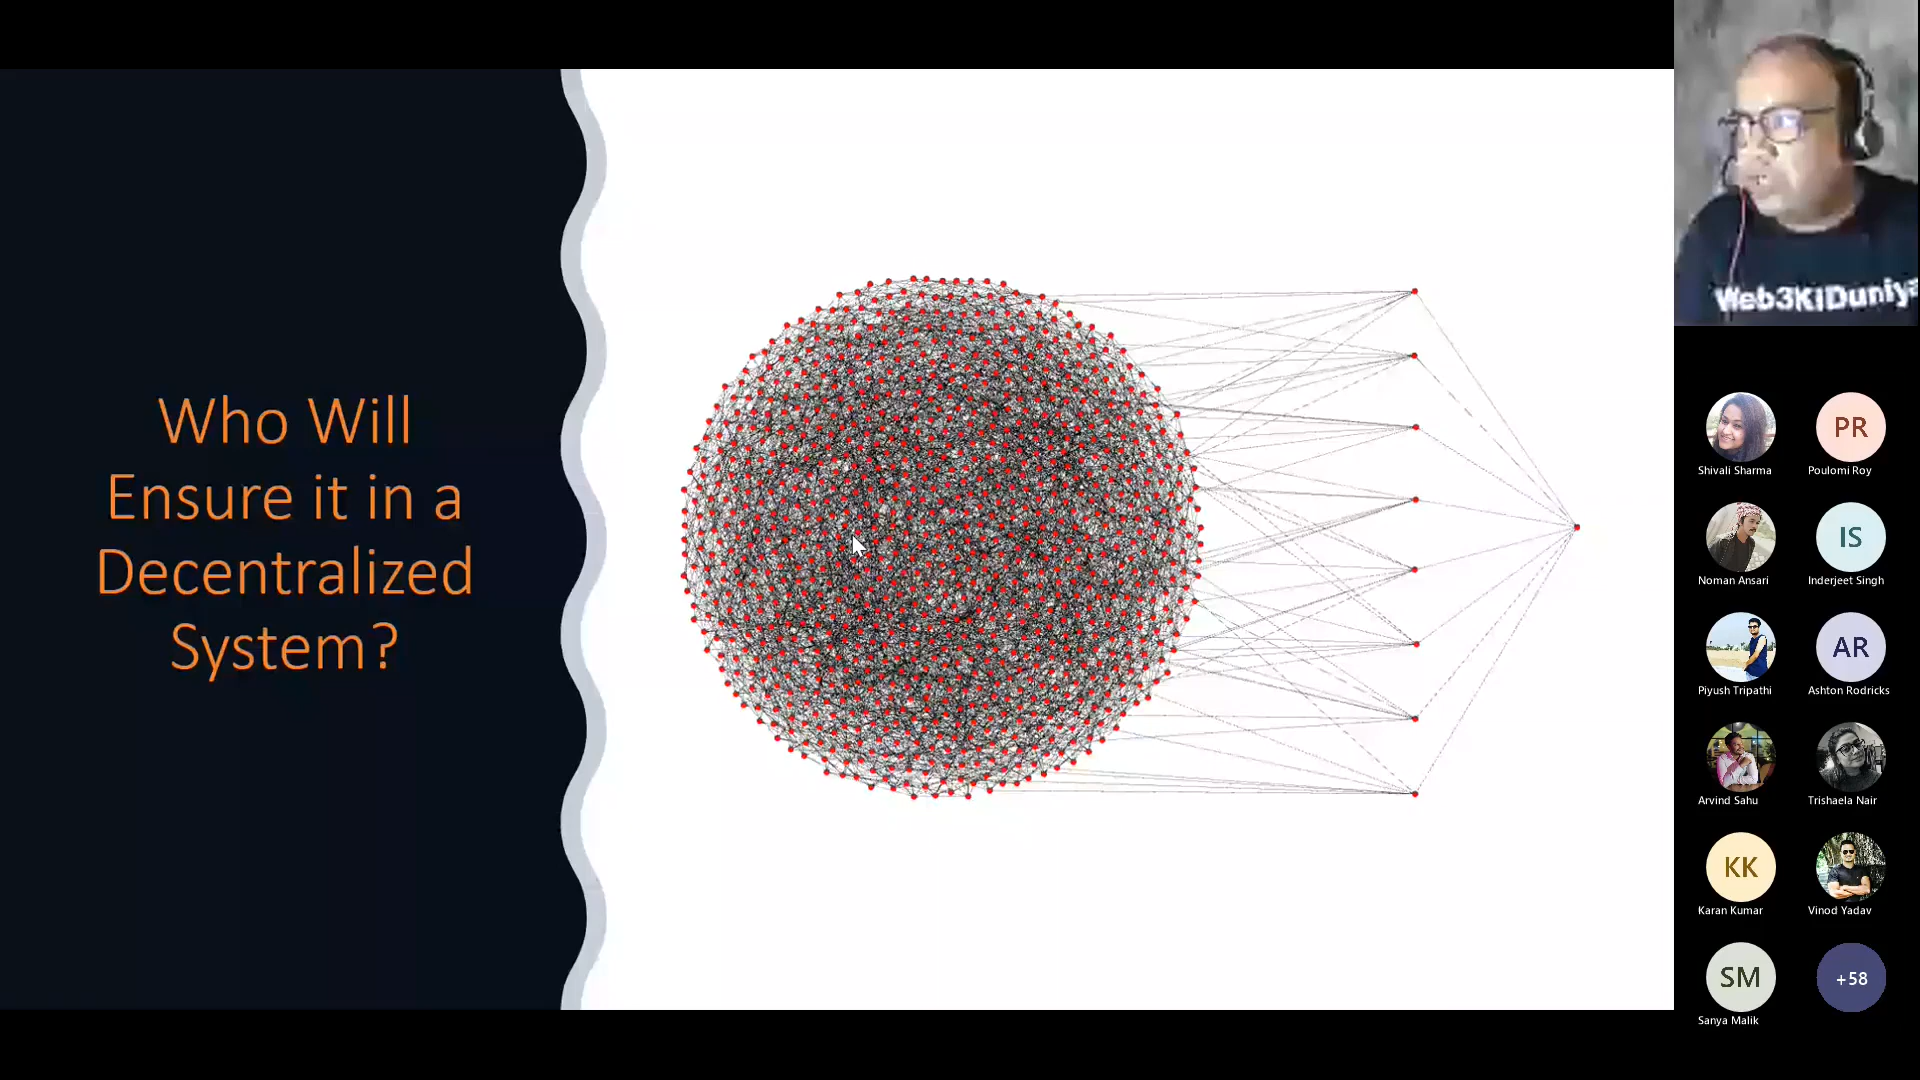 Who Will
Ensure it in a
Decentralized
System?
Web3KiDuniya
Shivali Sharma
PR
Poulomi Roy
Noman Ansari
IS
Inderjeet Singh
Piyush Tripathi
AR
Ashton Rodricks
Arvind Sahu
Trishaela Nair
KK
Karan Kumar
Vinod Yadav
SM
Sanya Malik
+58